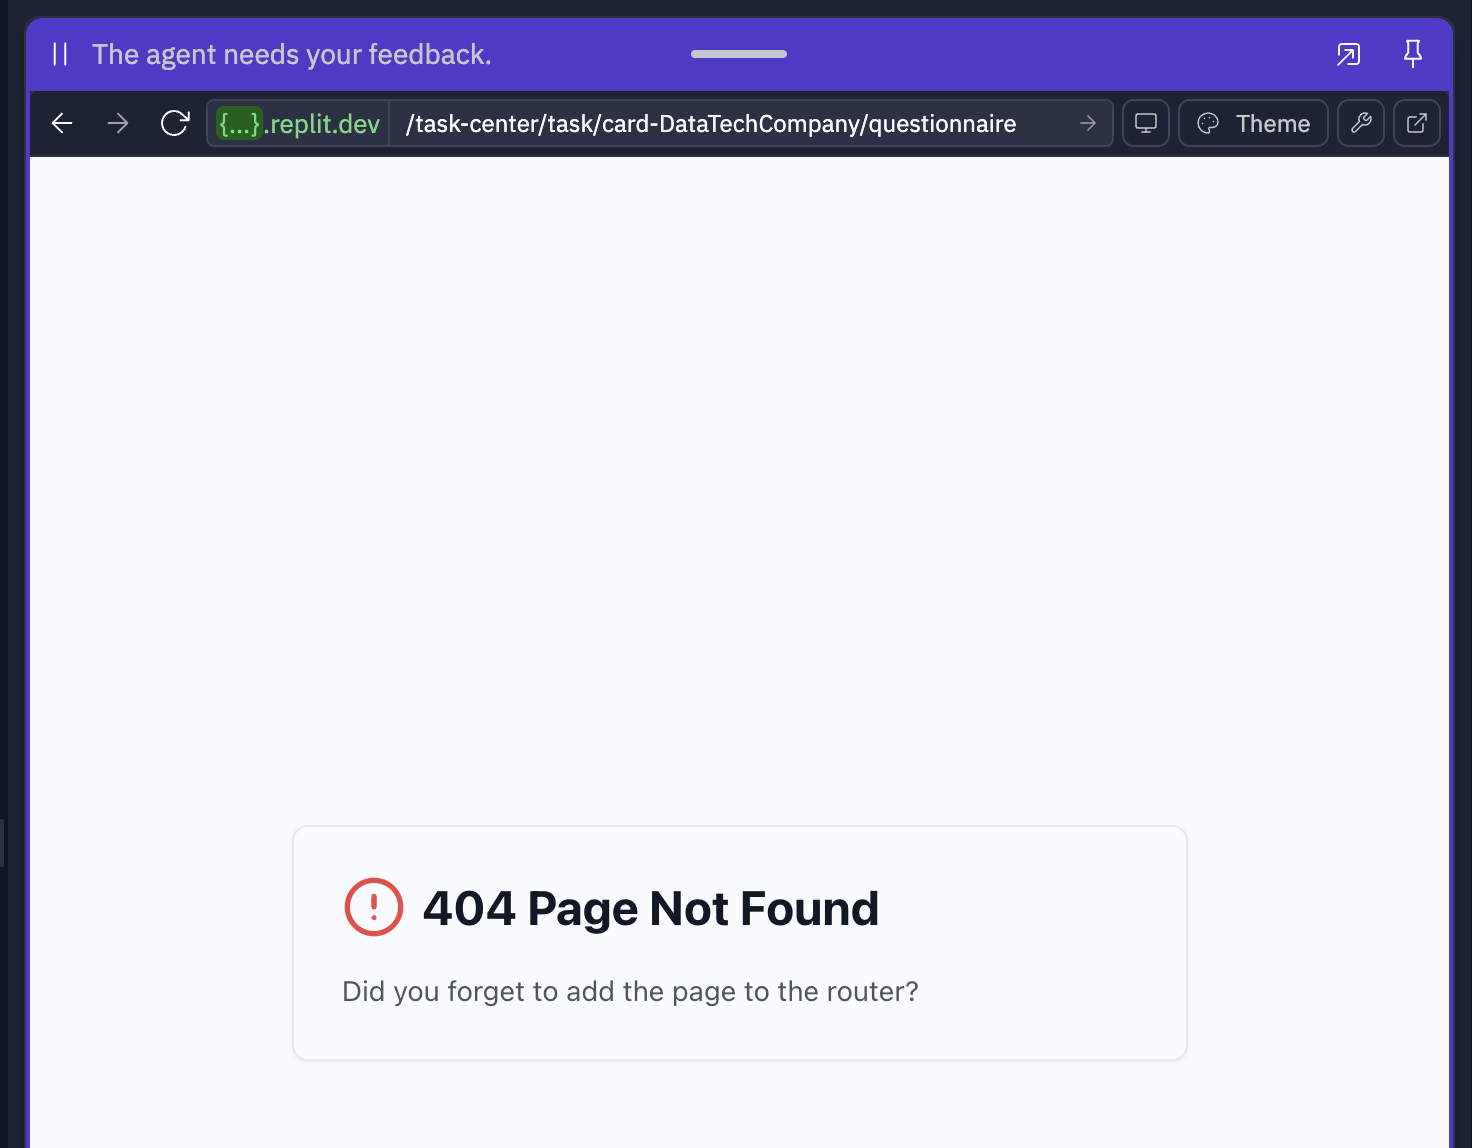 The agent needs your feedback.
{...}.replit.dev /task-center/task/card-DataTechCompany/questionnaire Theme
404 Page Not Found
Did you forget to add the page to the router?